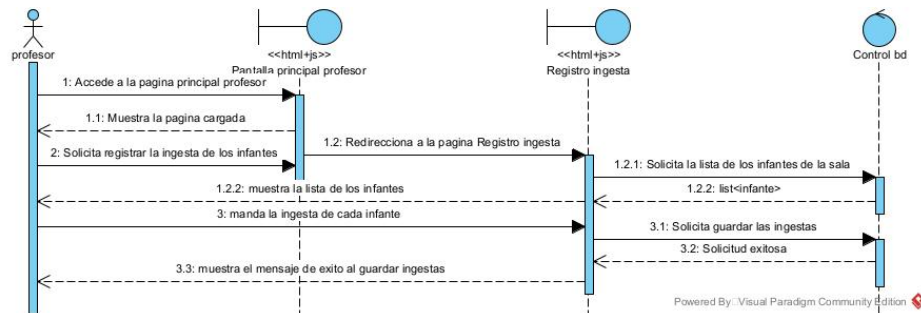 profesor
<<html+js>>
Pantalla principal profesor
<<html+js>>
Registro ingesta
Control bd
1: Accede a la pagina principal profesor
1.1: Muestra la pagina cargada
1.2: Redirecciona a la pagina Registro ingesta
2: Solicita registrar la ingesta de los infantes
1.2.1: Solicita la lista de los infantes de la sala
1.2.2: muestra la lista de los infantes
1.2.2: list<infante>
3: manda la ingesta de cada infante
3.1: Solicita guardar las ingestas
3.2: Solicitud exitosa
3.3: muestra el mensaje de exito al guardar ingestas
Powered By Visual Paradigm Community Edition